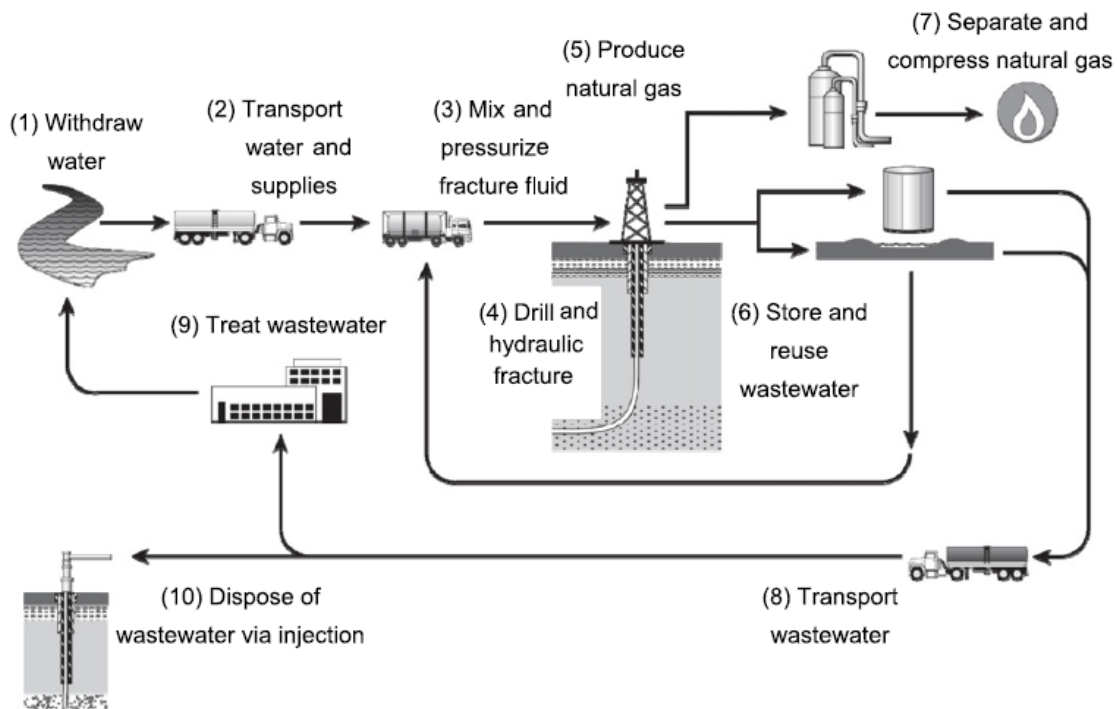 (1) Withdraw
water
(2) Transport
water and
supplies
(3) Mix and
pressurize
fracture fluid
(4) Drill and
hydraulic
fracture
(5) Produce
natural gas
(6) Store and
reuse
wastewater
(7) Separate and
compress natural gas
(8) Transport
wastewater
(9) Treat wastewater
(10) Dispose of
wastewater via injection